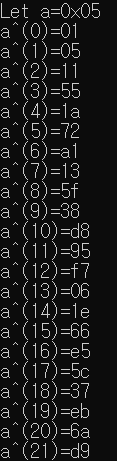 Let a=0x05
a^(0)=01
a^(1)=05
a^(2)=11
a^(3)=55
a^(4)=1a
a^(5)=72
a^(6)=a1
a^(7)=13
a^(8)=5f
a^(9)=38
a^(10)=d8
a^(11)=95
a^(12)=f7
a^(13)=06
a^(14)=1e
a^(15)=66
a^(16)=e5
a^(17)=5c
a^(18)=37
a^(19)=eb
a^(20)=6a
a^(21)=d9